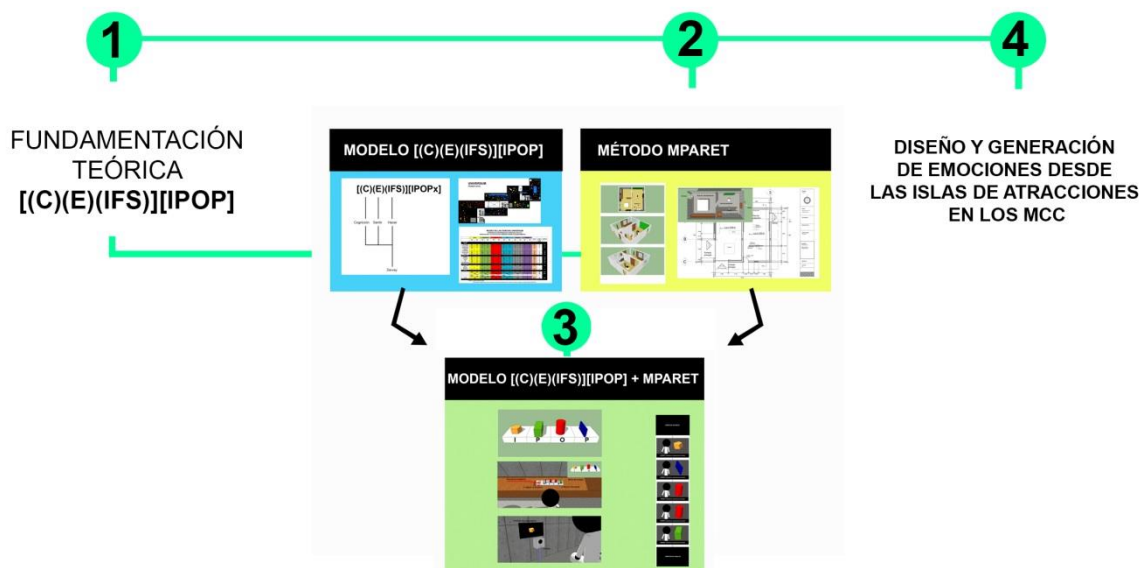 1
2
4
FUNDAMENTACIÓN
TEÓRICA
[(C)(E)(IFS)][IPOP]
MODELO [(C)(E)(IFS)][IPOP]
[(C)(E)(IFS)][IPOPx]
MÉTODO MPARET
DISEÑO Y GENERACIÓN
DE EMOCIONES DESDE
LAS ISLAS DE ATRACCIONES
EN LOS MCC
3
MODELO [(C)(E)(IFS)][IPOP] + MPARET
I P O P